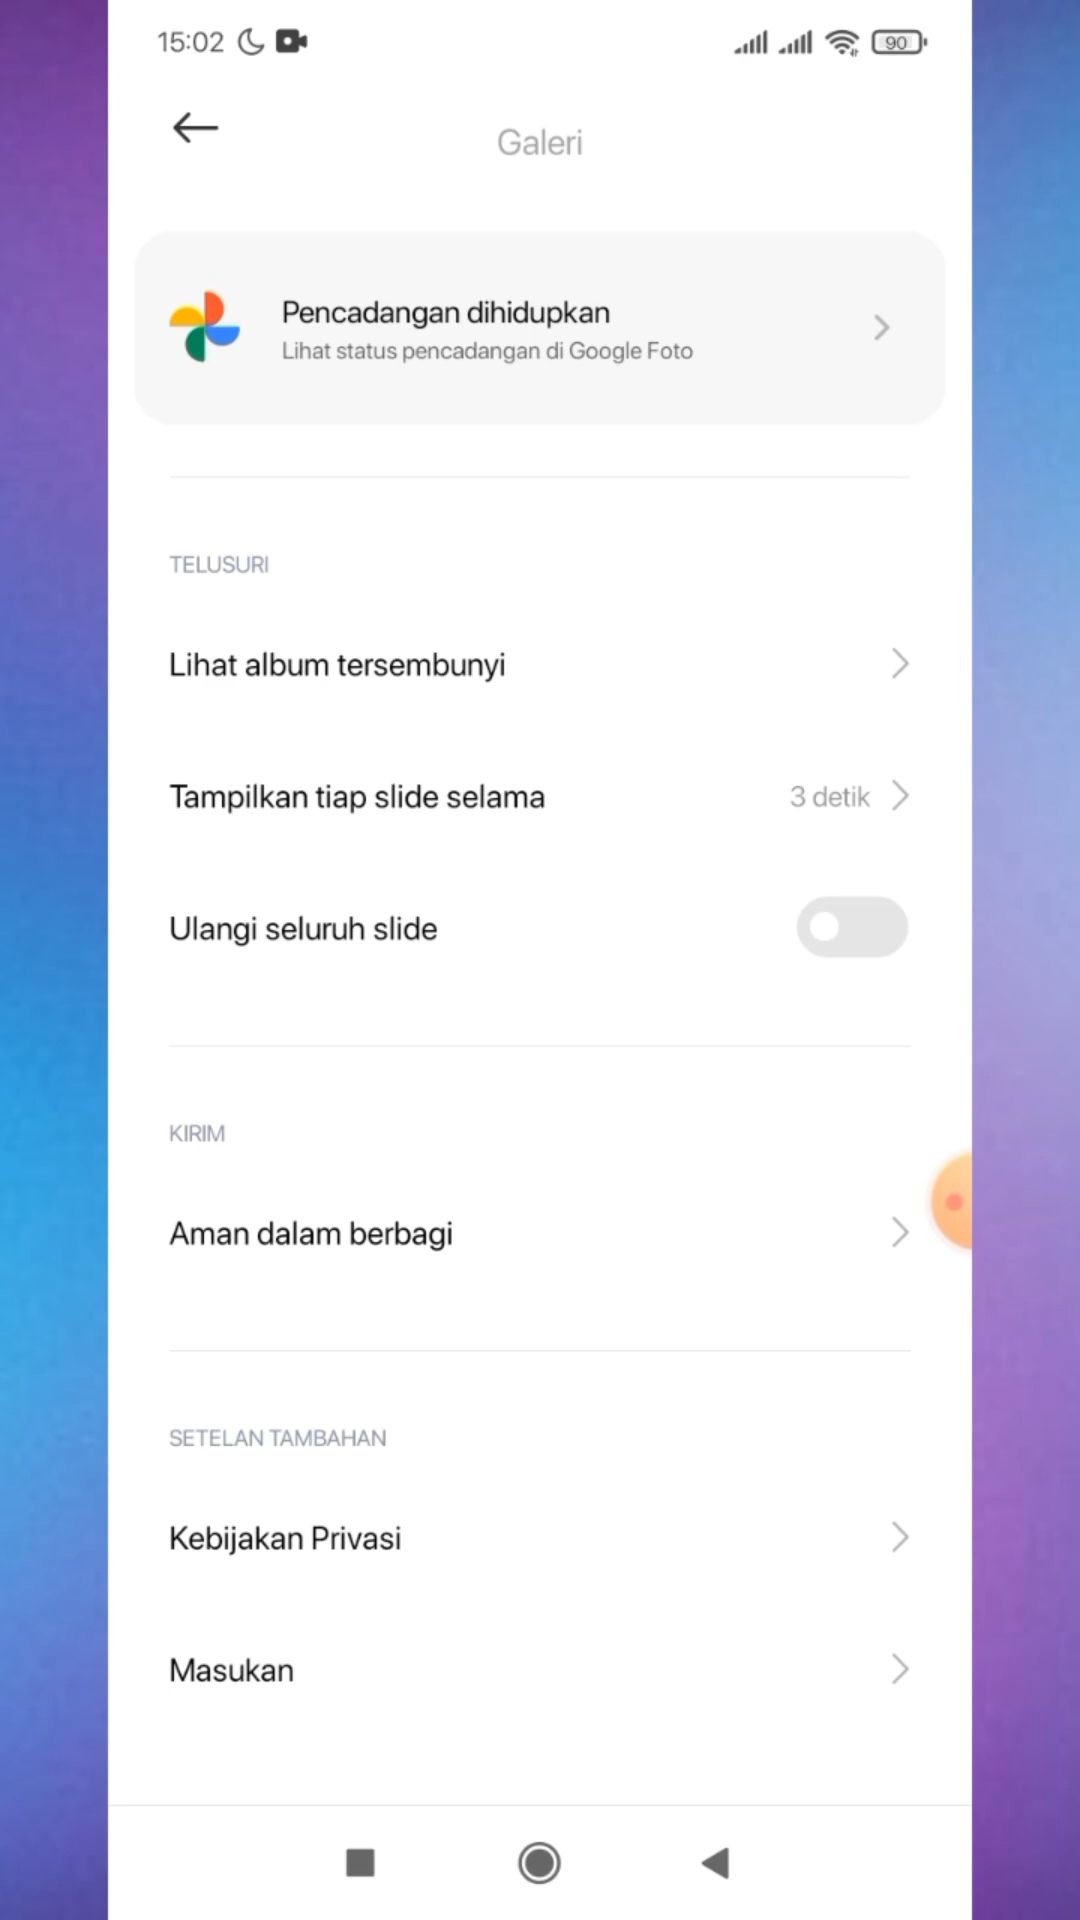 15:02
90
Galeri
Pencadangan dihidupkan
Lihat status pencadangan di Google Foto
TELUSURI
Lihat album tersembunyi
Tampilkan tiap slide selama
3 detik
Ulangi seluruh slide
KIRIM
Aman dalam berbagi
SETELAN TAMBAHAN
Kebijakan Privasi
Masukan